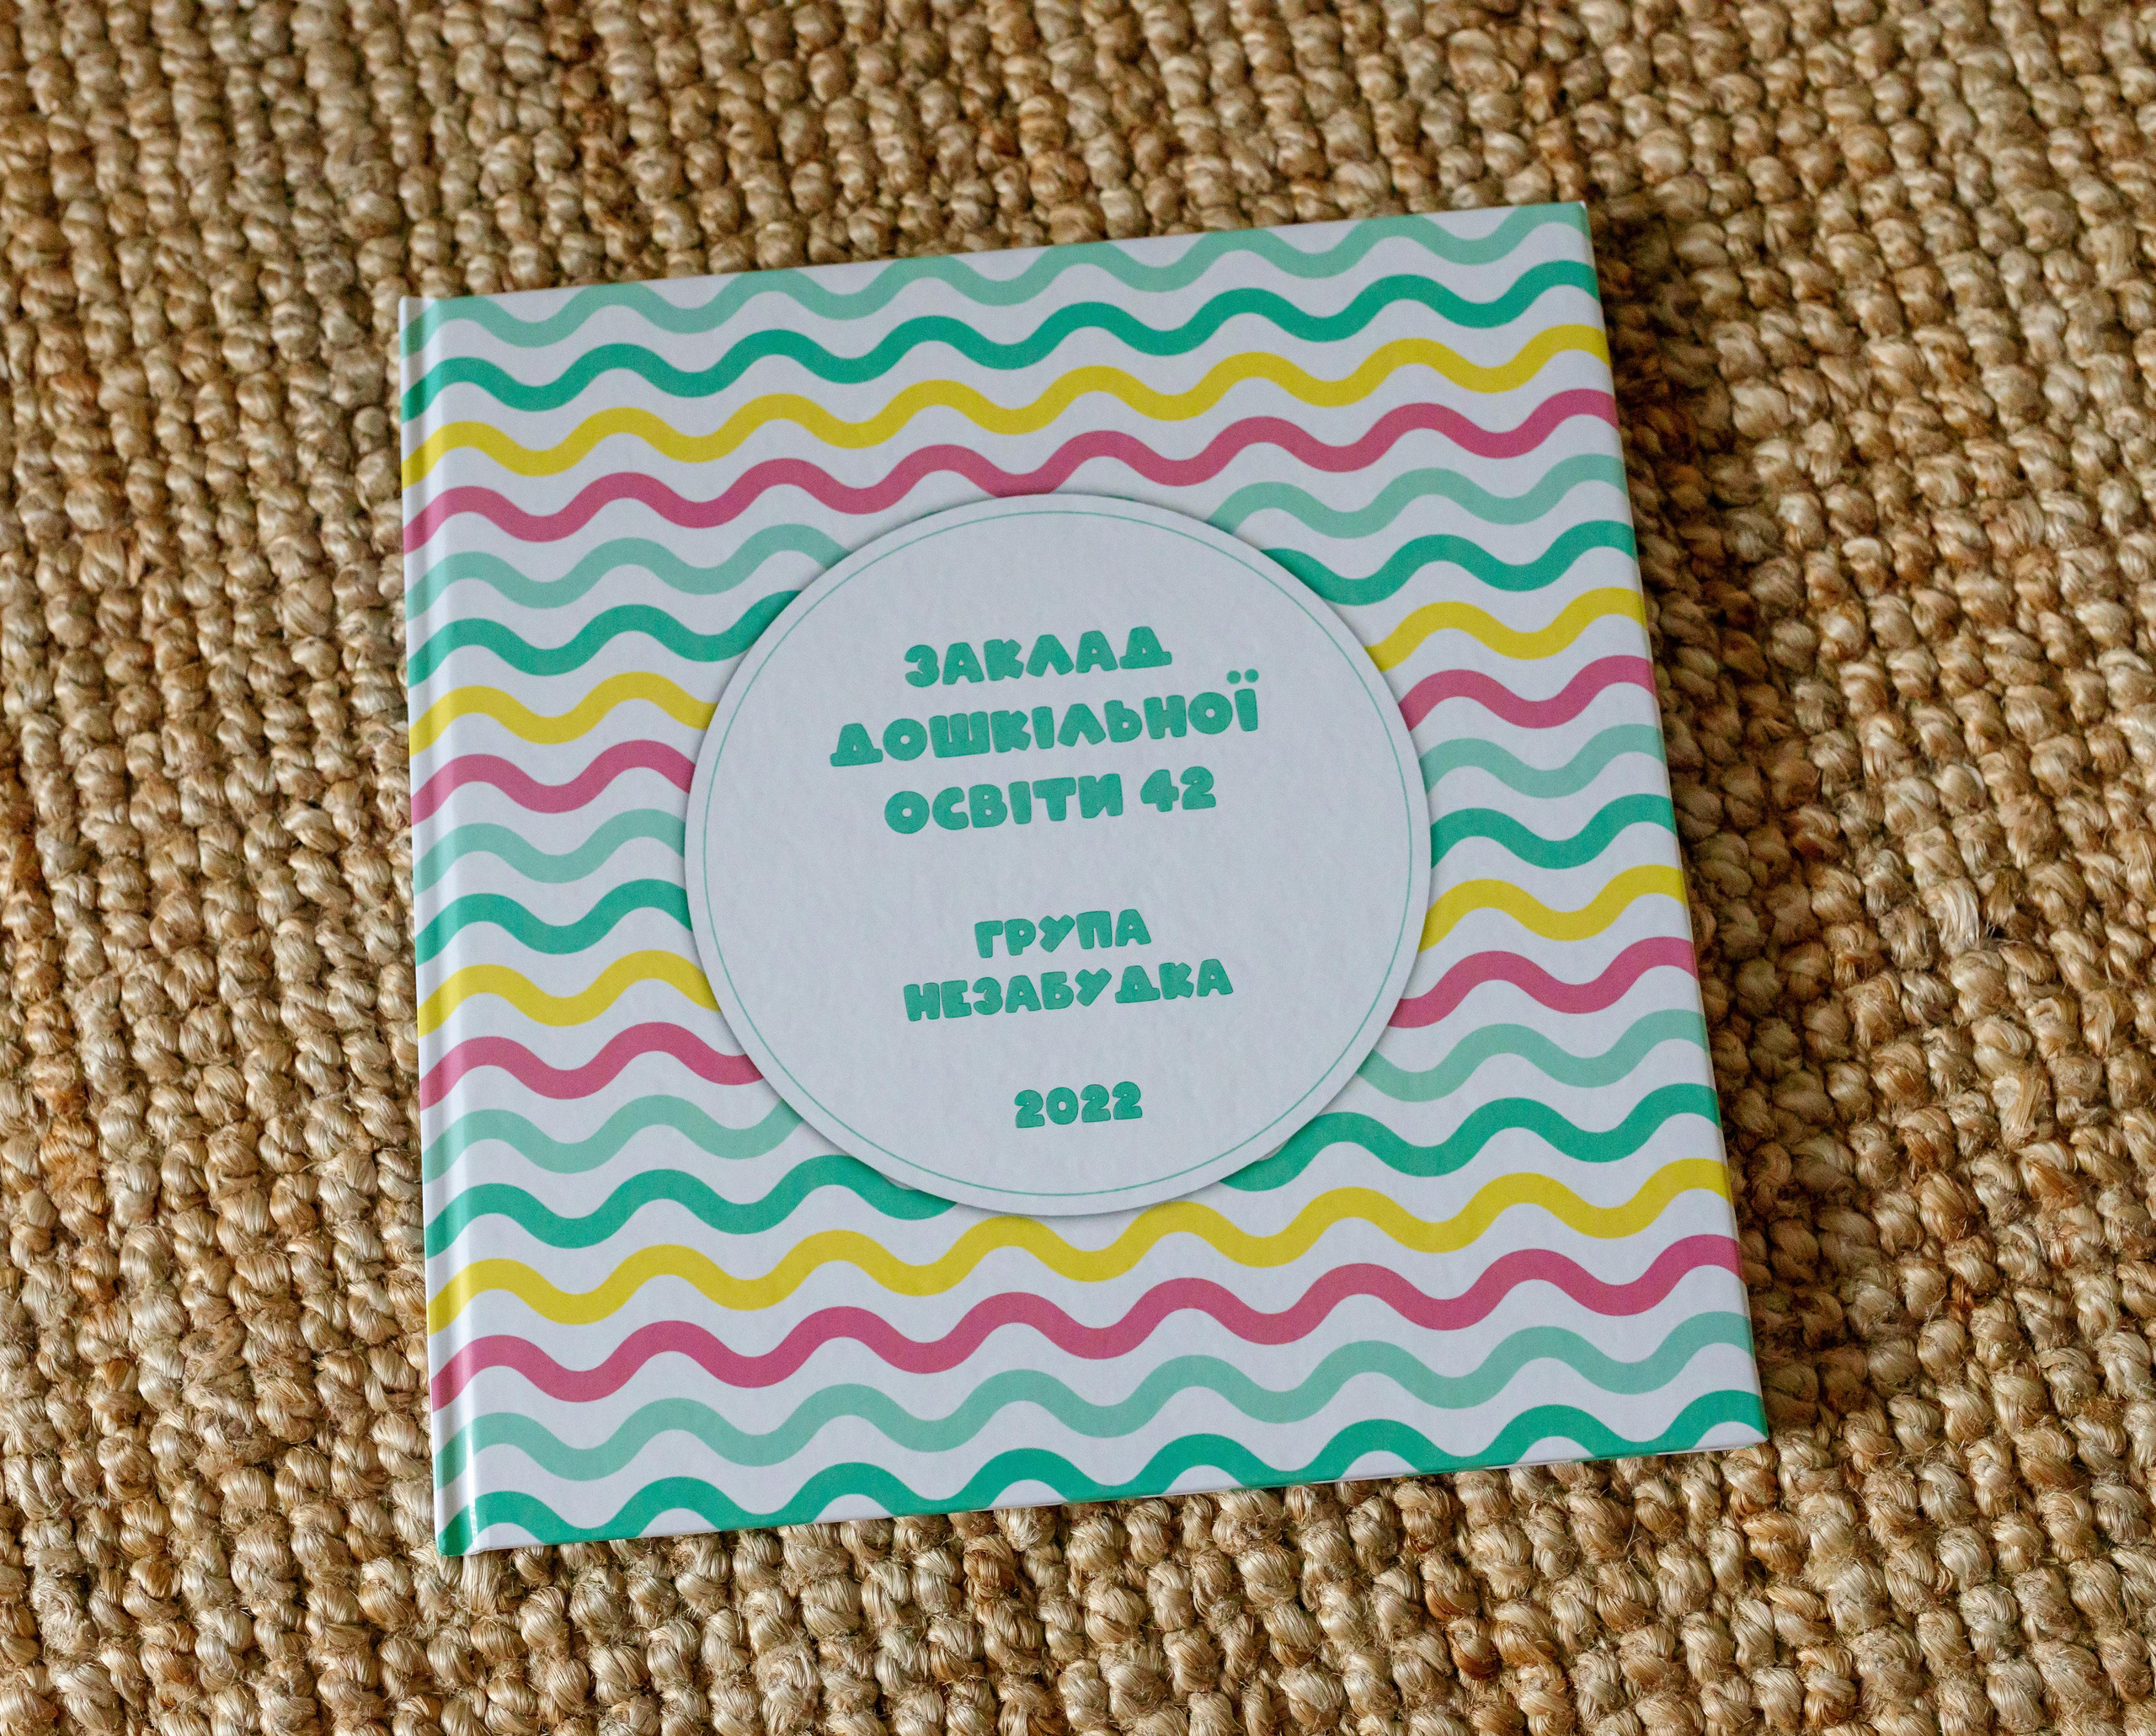 ЗАКЛАД
ДОШКІЛЬНОЇ
ОСВІТИ 42
ГРУПА
НЕЗАБУДКА
2022